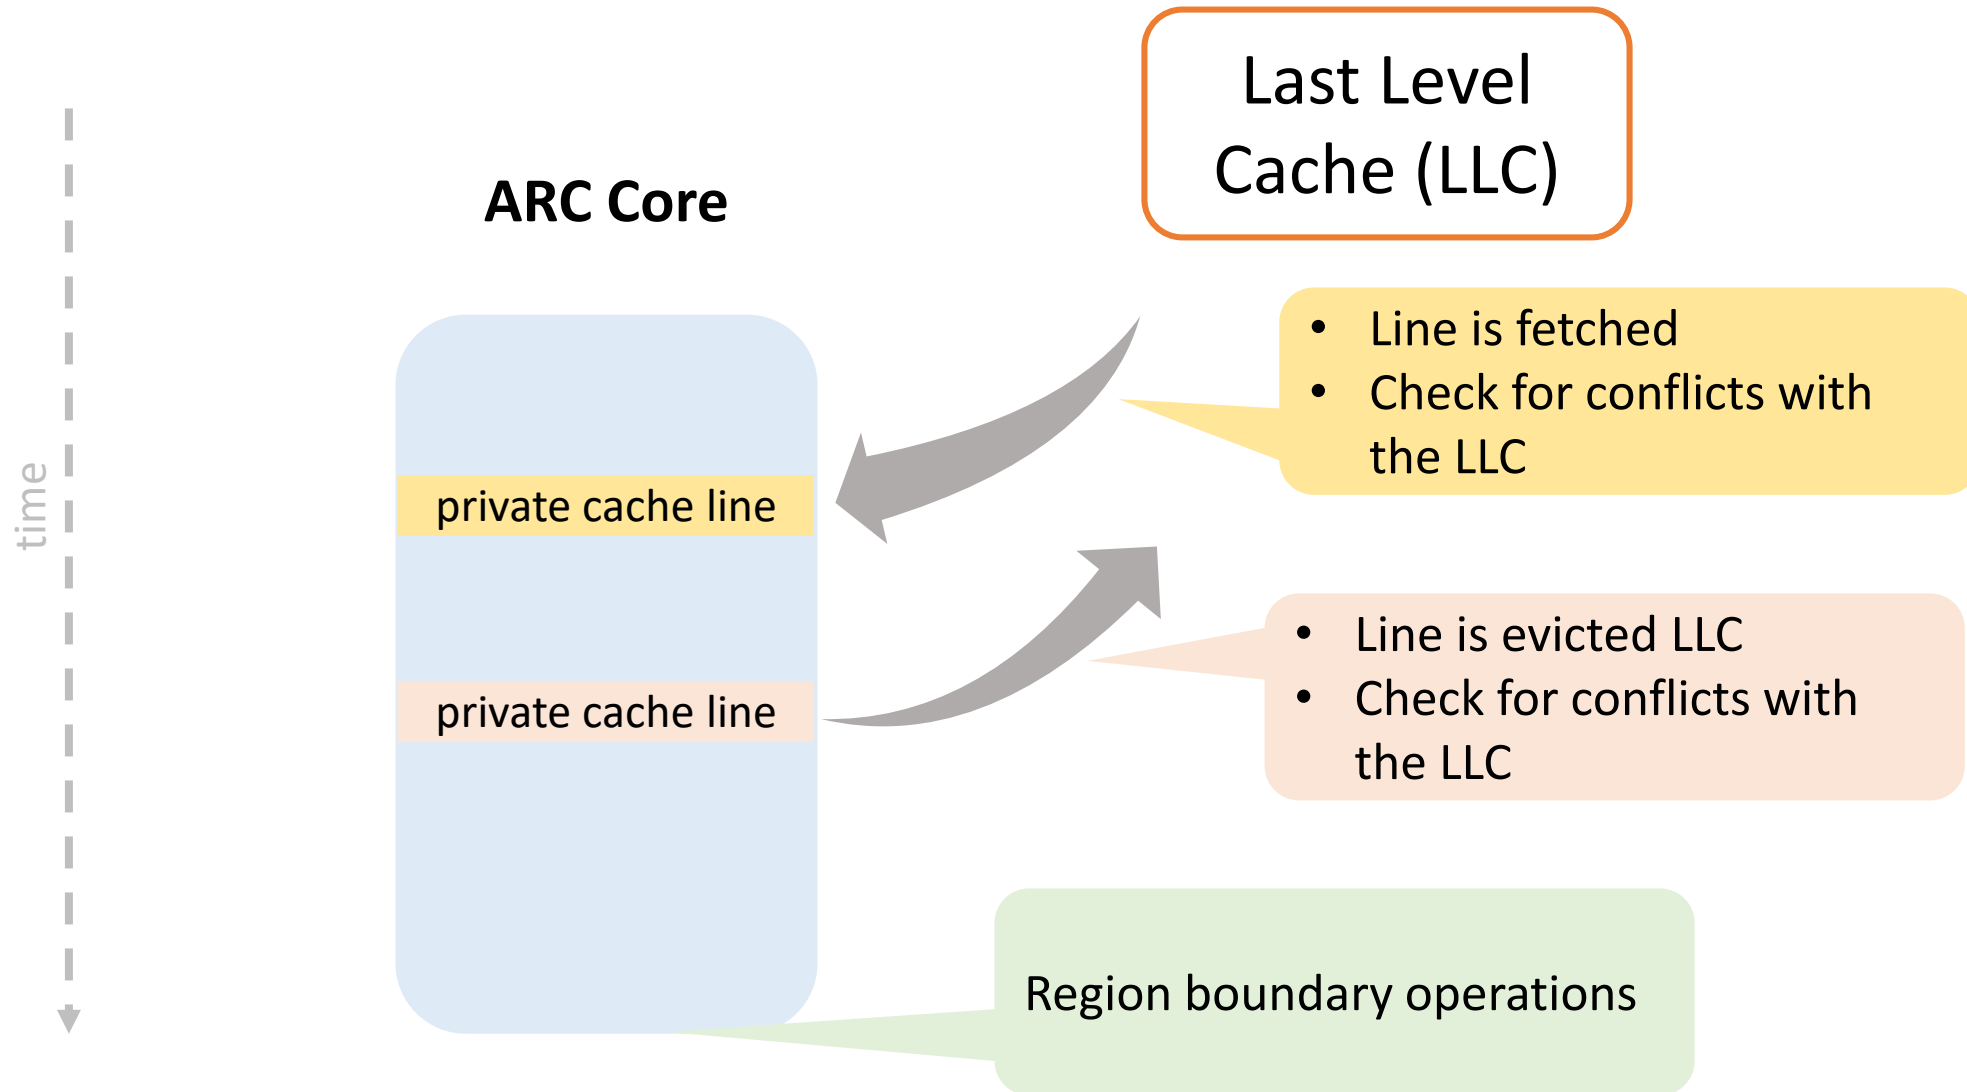 Last Level
Cache (LLC)
ARC Core
• Line is fetched
• Check for conflicts with
the LLC
time
private cache line
• Line is evicted LLC
• Check for conflicts with
the LLC
private cache line
Region boundary operations